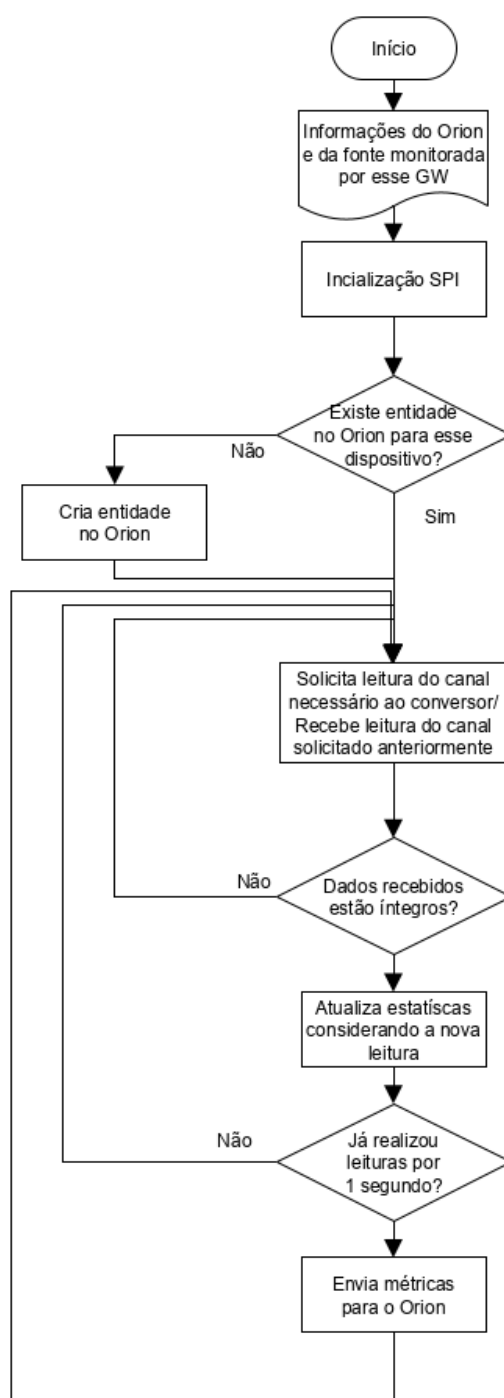 Início
Informações do Orion
e da fonte monitorada
por esse GW
Incialização SPI
Existe entidade
no Orion para esse
dispositivo?
Não
Sim
Cria entidade
no Orion
Solicita leitura do canal
necessário ao conversor/
Recebe leitura do canal
solicitado anteriormente
Não
Dados recebidos
estão íntegros?
Atualiza estatíscas
considerando a nova
leitura
Não
Já realizou
leituras por
1 segundo?
Envia métricas
para o Orion